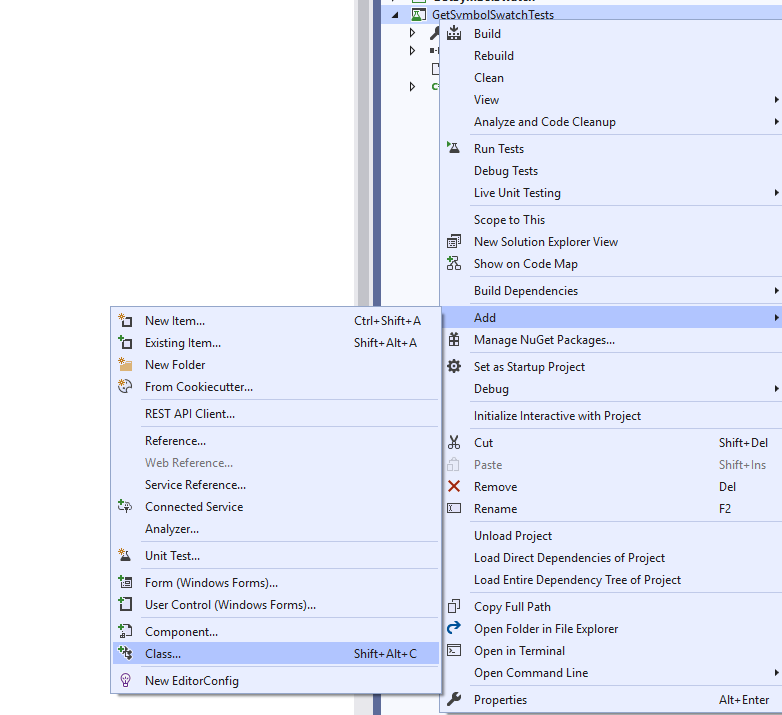 GetSymbolSwatchTests
Build
Rebuild
Clean
View
Analyze and Code Cleanup
Run Tests
Debug Tests
Live Unit Testing
Scope to This
New Solution Explorer View
Show on Code Map
Build Dependencies
Add
Manage NuGet Packages...
Set as Startup Project
Debug
Initialize Interactive with Project
Cut Shift+Del
Paste Shift+Ins
Remove Del
Rename F2
Unload Project
Load Direct Dependencies of Project
Load Entire Dependency Tree of Project
Copy Full Path
Open Folder in File Explorer
Open in Terminal
Open Command Line
Properties Alt+Enter
New Item... Ctrl+Shift+A
Existing Item... Shift+Alt+A
New Folder
From Cookiecutter...
REST API Client...
Reference...
Web Reference...
Service Reference...
Connected Service
Analyzer...
Unit Test...
Form (Windows Forms)...
User Control (Windows Forms)...
Component...
Class... Shift+Alt+C
New EditorConfig